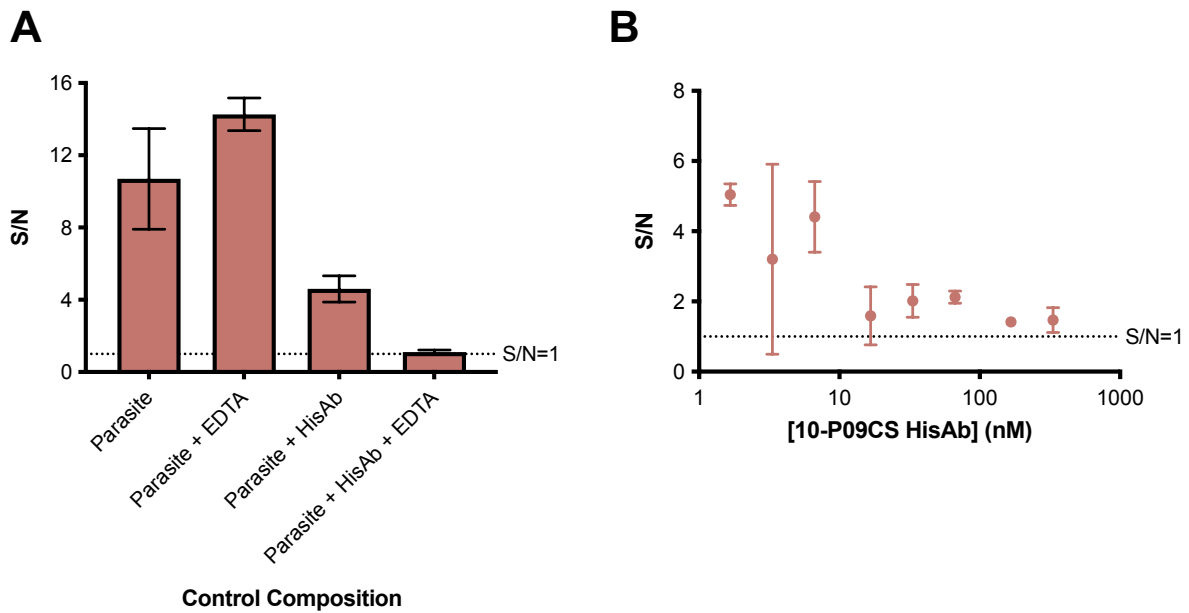 A
S/N
16
12
8
4
0
S/N=1
Parasite
Parasite + EDTA
Parasite + HisAb
Parasite + HisAb + EDTA
Control Composition
B
S/N
8
6
4
2
0
S/N=1
1
10
100
1000
[10-P09CS HisAb] (nM)